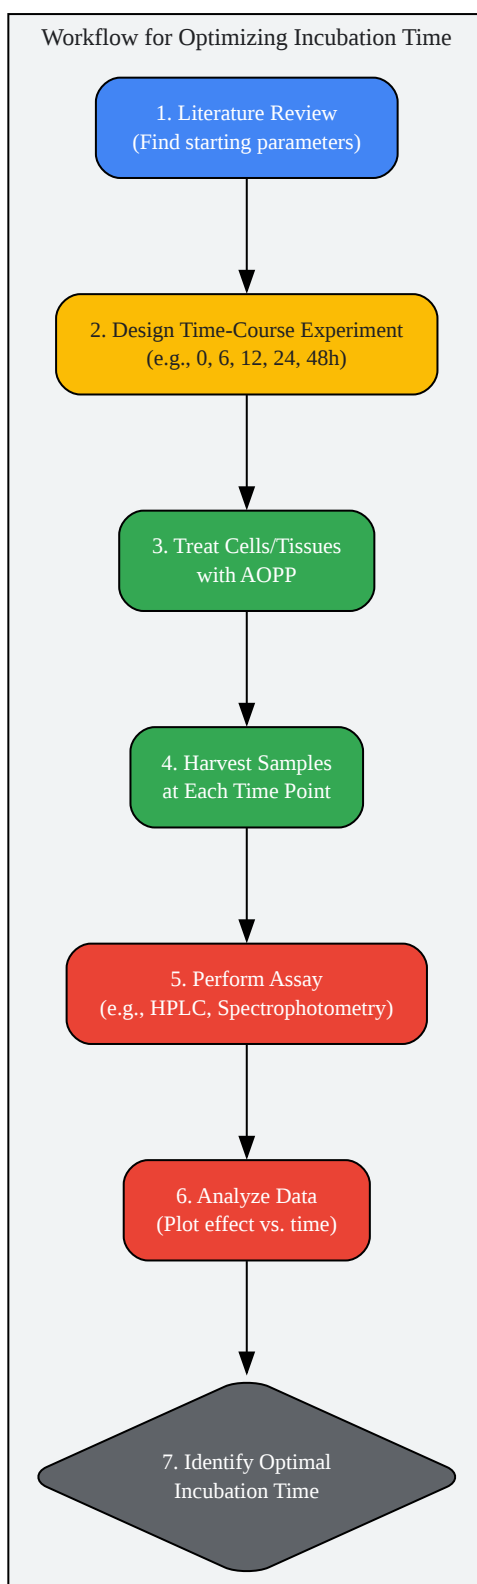 Workflow for Optimizing Incubation Time
1. Literature Review
(Find starting parameters)
2. Design Time-Course Experiment
(e.g., 0, 6, 12, 24, 48h)
3. Treat Cells/Tissues
with AOPP
4. Harvest Samples
at Each Time Point
5. Perform Assay
(e.g., HPLC, Spectrophotometry)
6. Analyze Data
(Plot effect vs. time)
7. Identify Optimal
Incubation Time